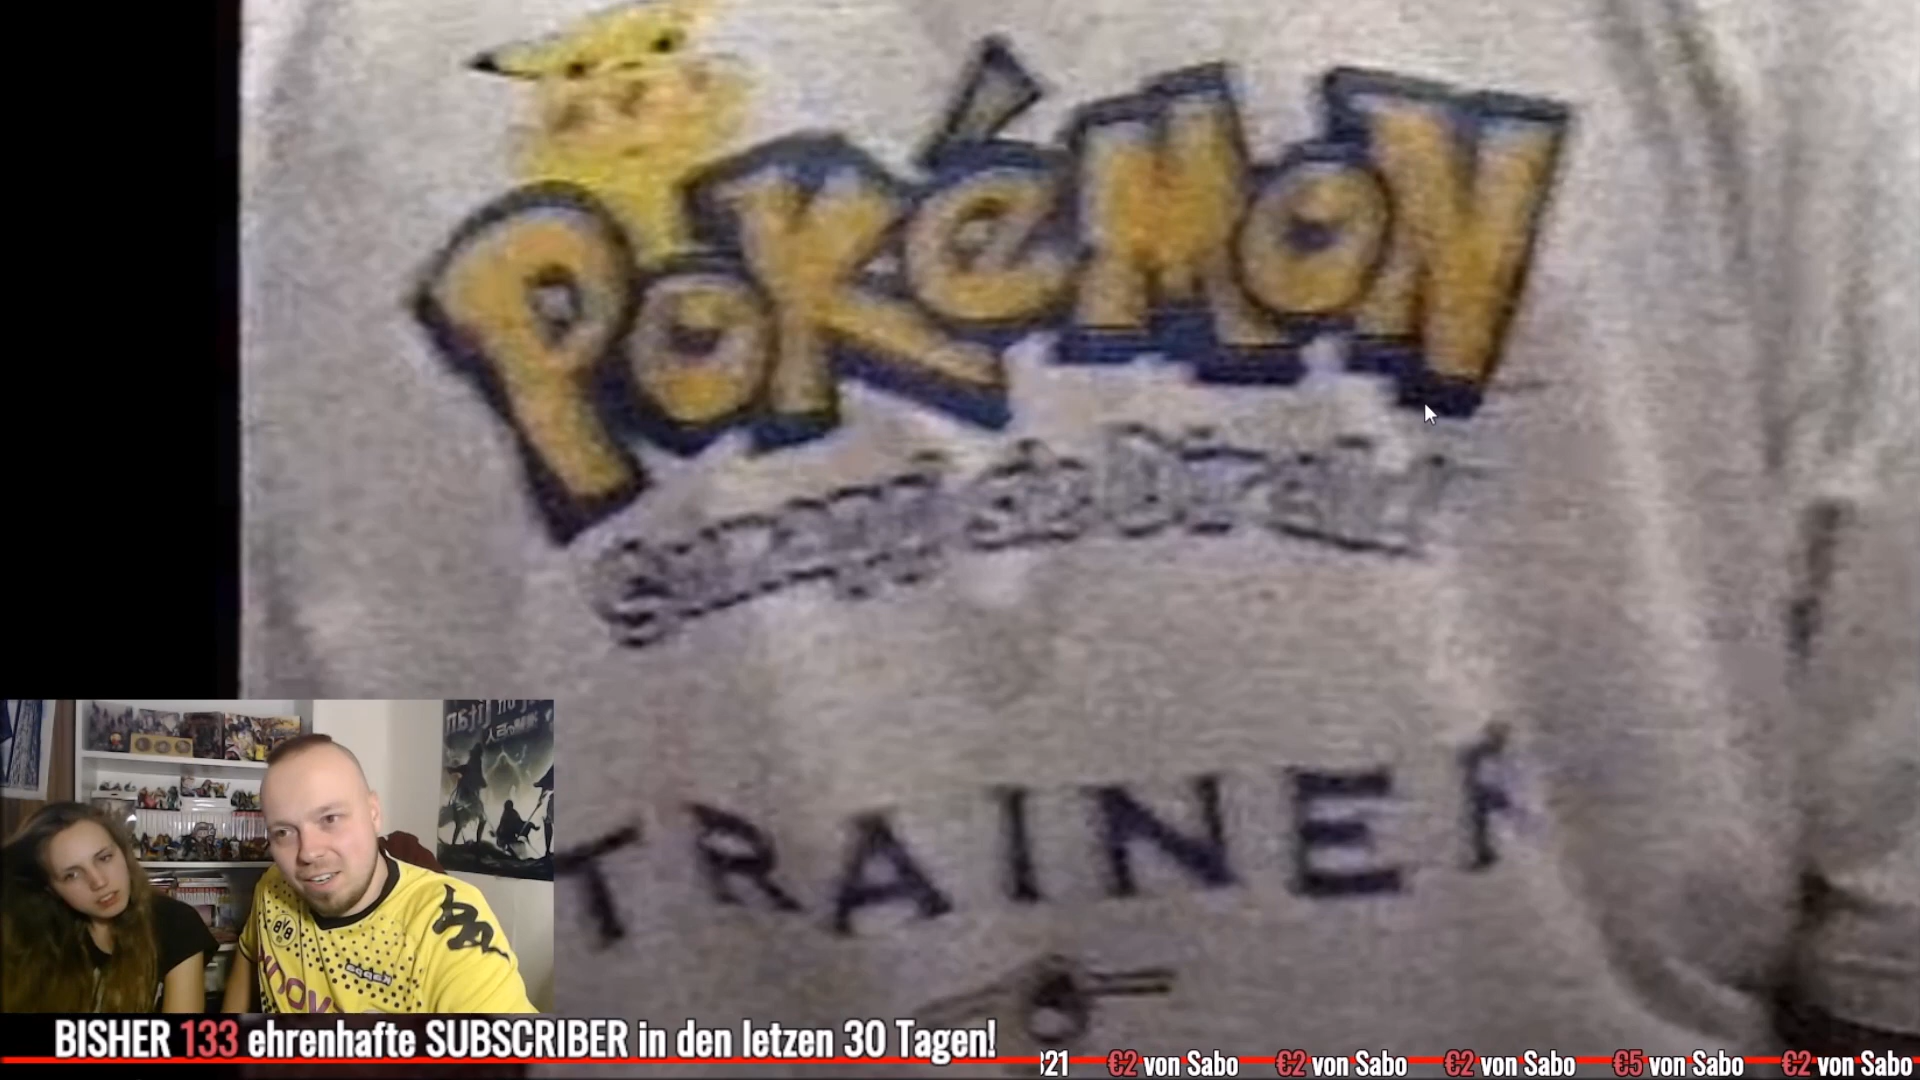 POKéMON
TRAINER
BISHER 133 ehrenhafte SUBSCRIBER in den letzen 30 Tagen!
€2 von Sabo €2 von Sabo €2 von Sabo €5 von Sabo €2 von Sabo